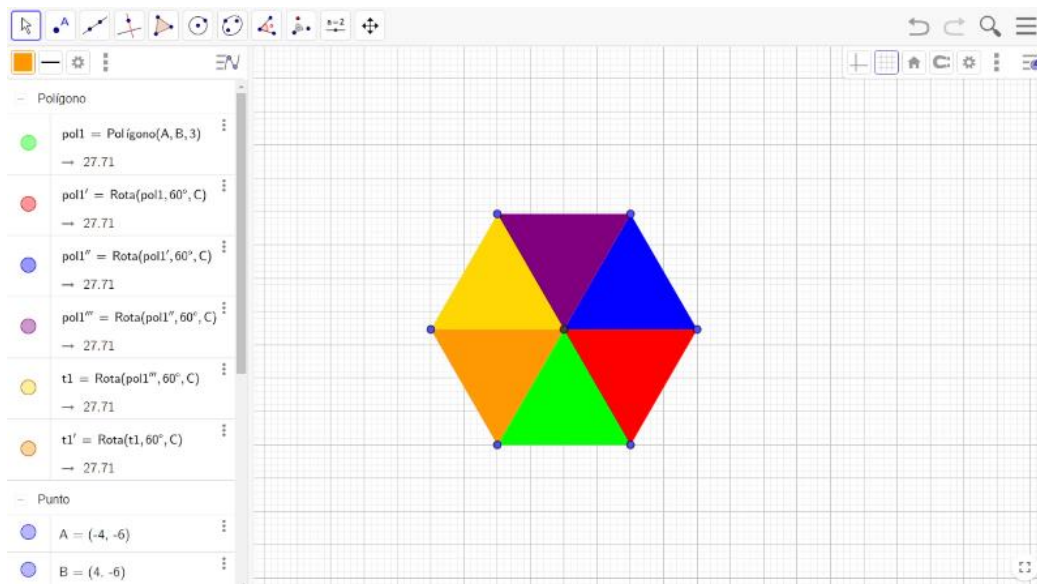 A
a=2
Polígono
pol1 = Polígono(A, B, 3)
→ 27.71
pol1′ = Rota(pol1, 60°, C)
→ 27.71
pol1″ = Rota(pol1′, 60°, C)
→ 27.71
pol1‴ = Rota(pol1″, 60°, C)
→ 27.71
t1 = Rota(pol1‴, 60°, C)
→ 27.71
t1′ = Rota(t1, 60°, C)
→ 27.71
Punto
A = (-4, -6)
B = (4, -6)